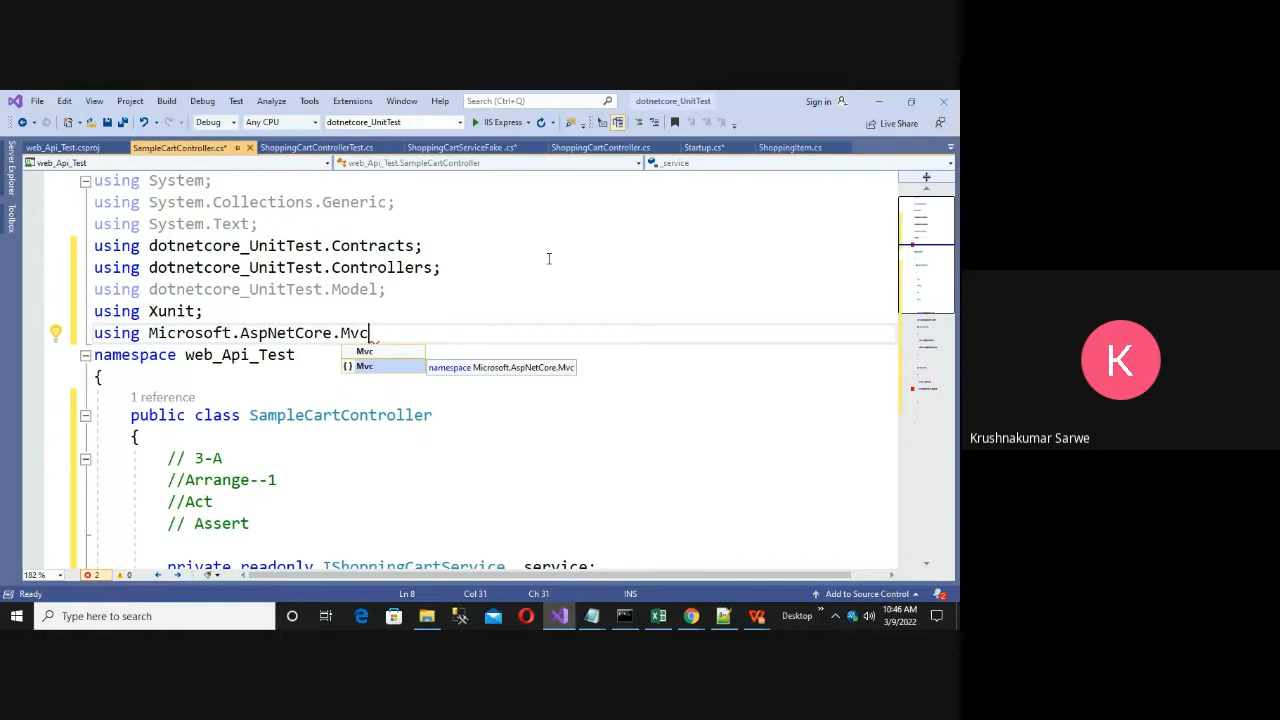 File Edit View Project Build Debug Test Analyze Tools Extensions Window Help Search (Ctrl+Q) dotnetcore_UnitTest Sign in
Debug Any CPU dotnetcore_UnitTest IIS Express Live Share
web_Api_Test.csproj SampleCartController.cs* ShoppingCartControllerTest.cs ShoppingCartServiceFake.cs* ShoppingCartController.cs Startup.cs* ShoppingItem.cs
web_Api_Test web_Api_Test.SampleCartController _service
Server Explorer
Toolbox
using System;
using System.Collections.Generic;
using System.Text;
using dotnetcore_UnitTest.Contracts;
using dotnetcore_UnitTest.Controllers;
using dotnetcore_UnitTest.Model;
using Xunit;
using Microsoft.AspNetCore.Mvc
Mvc
{} Mvc namespace Microsoft.AspNetCore.Mvc
namespace web_Api_Test
{
1 reference
public class SampleCartController
{
// 3-A
//Arrange--1
//Act
// Assert
private readonly IShoppingCartService _service;
182 % 2 0
Ready Ln 8 Col 31 Ch 31 INS Add to Source Control 2
Type here to search Desktop 10:46 AM
3/9/2022
K
Krushnakumar Sarwe